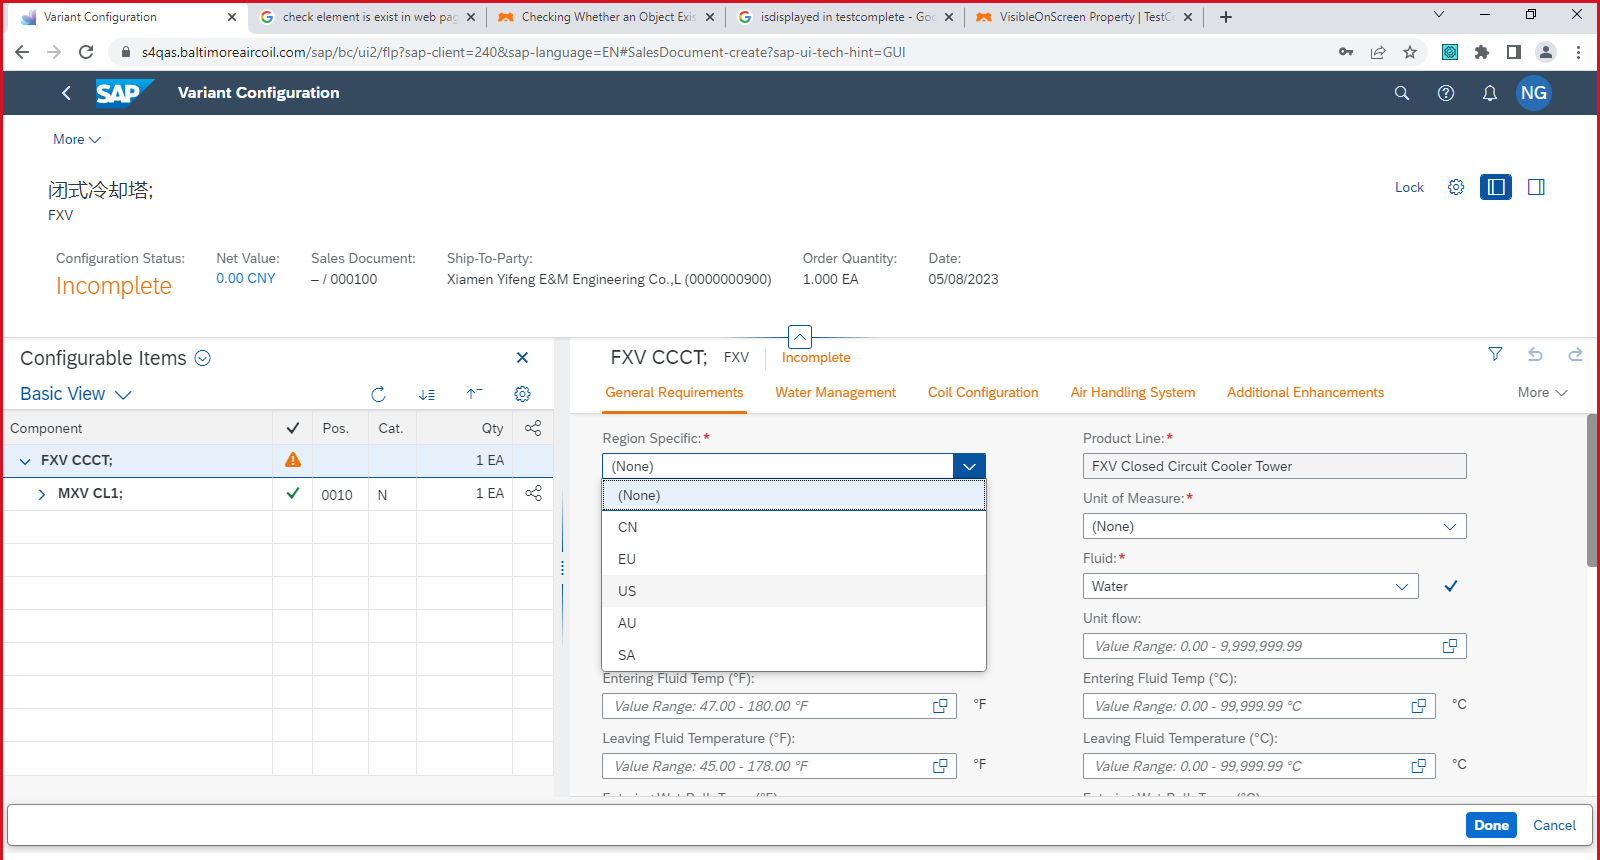 Variant Configuration
check element is exist in web pag
Checking Whether an Object Exis
isdisplayed in testcomplete - Goo
VisibleOnScreen Property | TestCo
s4qas.baltimoreaircoil.com/sap/bc/ui2/flp?sap-client=240&sap-language=EN#SalesDocument-create?sap-ui-tech-hint=GUI
SAP Variant Configuration NG
More
闭式冷却塔;
FXV
Lock
Configuration Status: Net Value: Sales Document: Ship-To-Party: Order Quantity: Date:
Incomplete 0.00 CNY – / 000100 Xiamen Yifeng E&M Engineering Co.,L (0000000900) 1.000 EA 05/08/2023
Configurable Items
Basic View
Component Pos. Cat. Qty
FXV CCCT; 1 EA
MXV CL1; 0010 N 1 EA
FXV CCCT; FXV Incomplete
General Requirements Water Management Coil Configuration Air Handling System Additional Enhancements More
Region Specific:*
(None)
(None)
CN
EU
US
AU
SA
Entering Fluid Temp (°F):
Value Range: 47.00 - 180.00 °F °F
Leaving Fluid Temperature (°F):
Value Range: 45.00 - 178.00 °F °F
Product Line:*
FXV Closed Circuit Cooler Tower
Unit of Measure:*
(None)
Fluid:*
Water
Unit flow:
Value Range: 0.00 - 9,999,999.99
Entering Fluid Temp (°C):
Value Range: 0.00 - 99,999.99 °C °C
Leaving Fluid Temperature (°C):
Value Range: 0.00 - 99,999.99 °C °C
Done Cancel